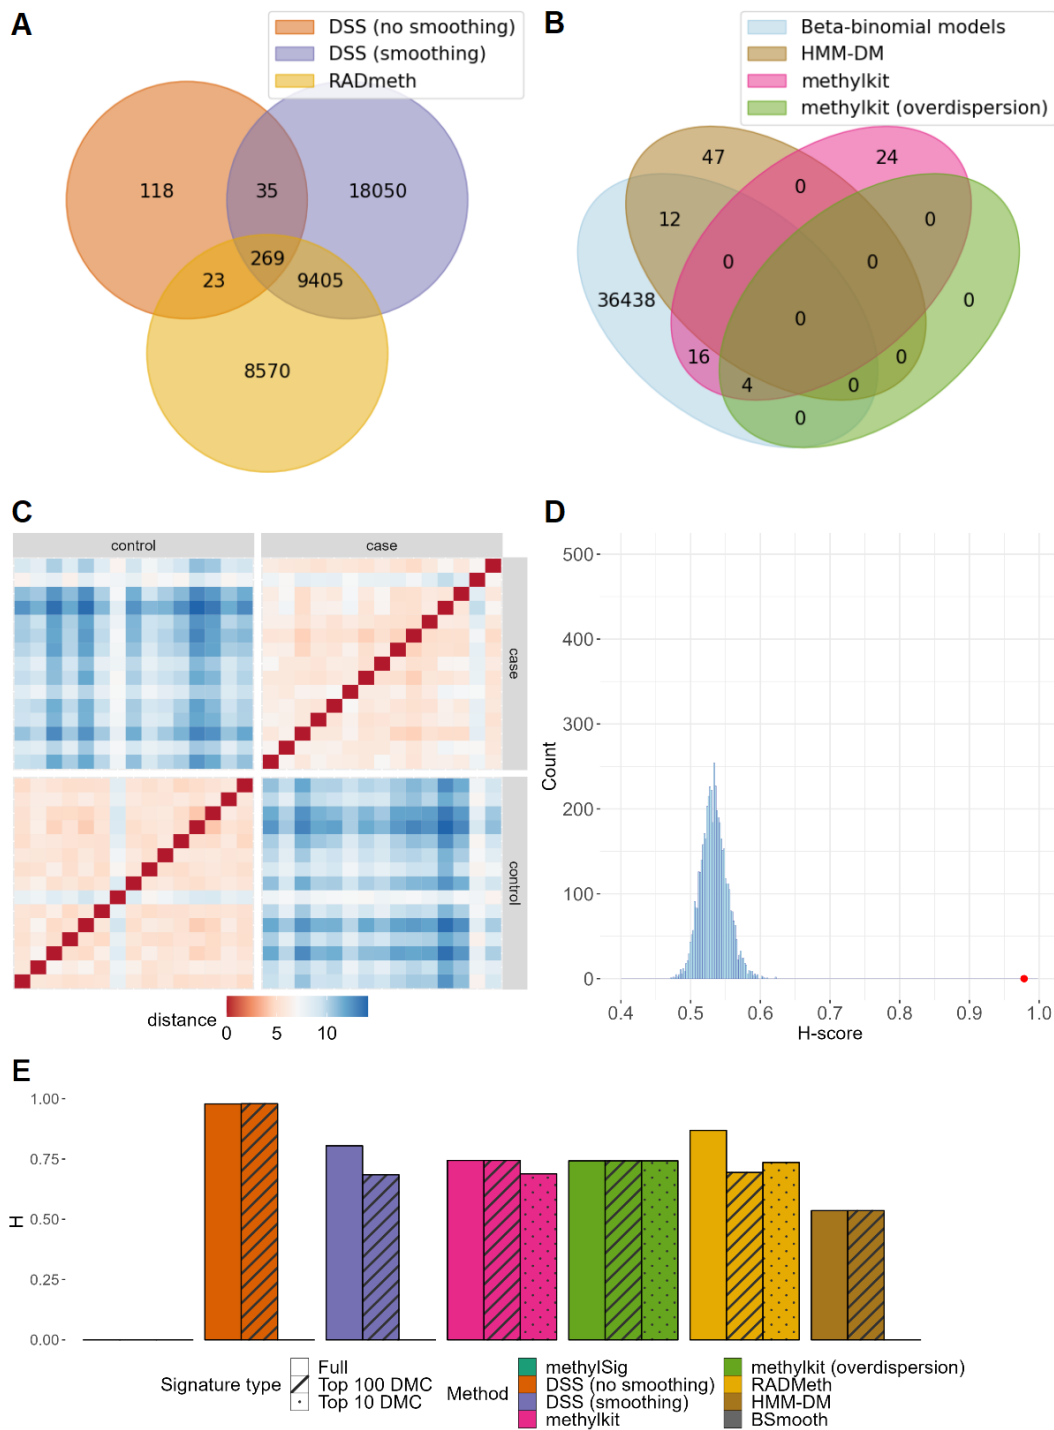 A
DSS (no smoothing)
DSS (smoothing)
RADmeth
118
35
18050
269
23
9405
8570
B
Beta-binomial models
HMM-DM
methylkit
methylkit (overdispersion)
47
24
0
12
0
0
0
36438
0
0
16
0
4
0
0
C
control
case
case
control
distance
0
5
10
D
500
400
300
200
100
0
Count
0.4
0.5
0.6
0.7
0.8
0.9
1.0
H-score
E
1.00
0.75
0.50
0.25
0.00
H
Signature type
Full
Top 100 DMC
Top 10 DMC
Method
methylSig
DSS (no smoothing)
DSS (smoothing)
methylkit
methylkit (overdispersion)
RADMeth
HMM-DM
BSmooth